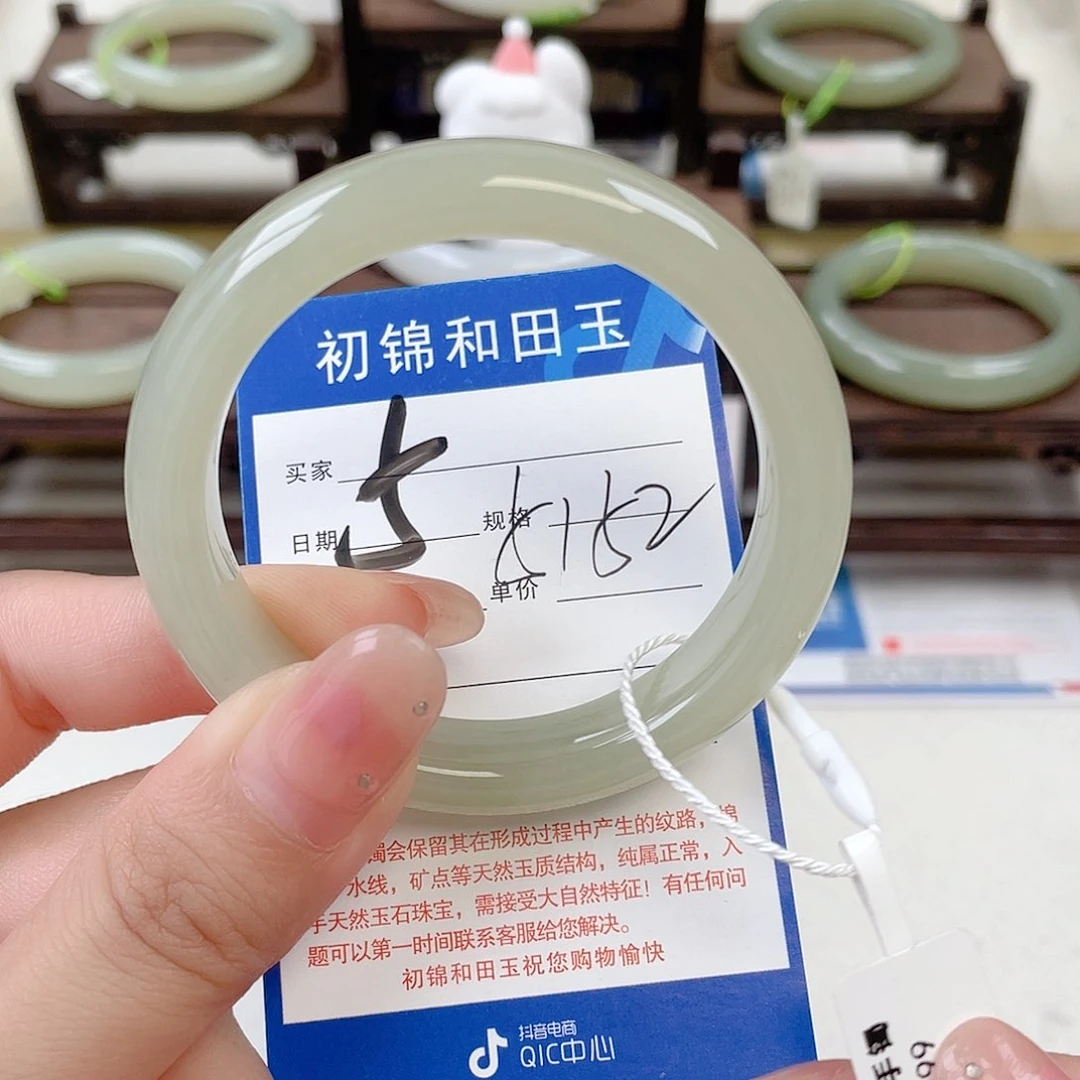 初锦和田玉
买家
日期 规格
5152
单价
镯会保留其在形成过程中产生的纹路，棉
水线，矿点等天然玉质结构，纯属正常，入
手天然玉石珠宝，需接受大自然特征！有任何问
题可以第一时间联系客服给您解决。
初锦和田玉祝您购物愉快
抖音电商
QIC中心